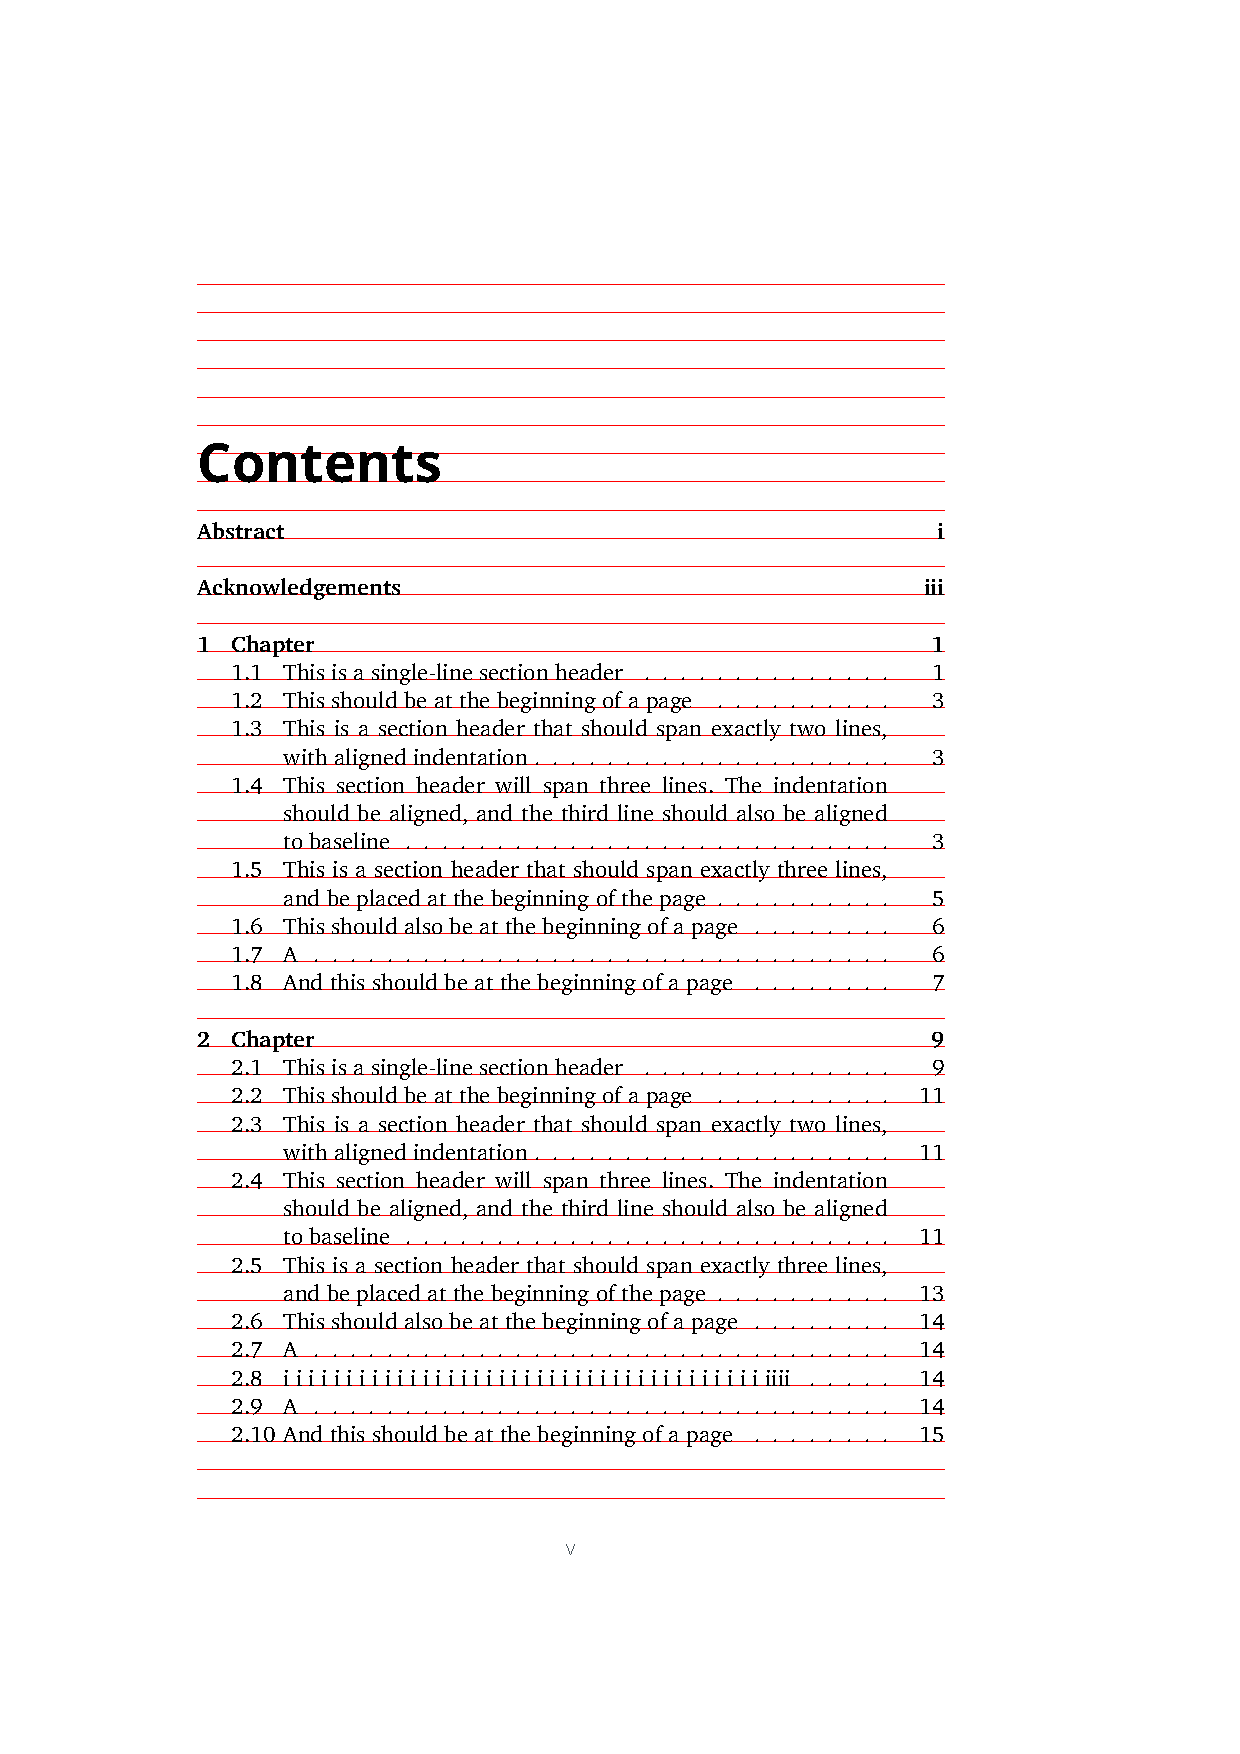 Contents
Abstract i
Acknowledgements iii
1 Chapter 1
1.1 This is a single-line section header . . . . . . . . . . . . . . 1
1.2 This should be at the beginning of a page . . . . . . . . . . 3
1.3 This is a section header that should span exactly two lines,
with aligned indentation . . . . . . . . . . . . . . . . . . . . 3
1.4 This section header will span three lines. The indentation
should be aligned, and the third line should also be aligned
to baseline . . . . . . . . . . . . . . . . . . . . . . . . . . . 3
1.5 This is a section header that should span exactly three lines,
and be placed at the beginning of the page . . . . . . . . . . 5
1.6 This should also be at the beginning of a page . . . . . . . . 6
1.7 A . . . . . . . . . . . . . . . . . . . . . . . . . . . . . . . . 6
1.8 And this should be at the beginning of a page . . . . . . . . 7
2 Chapter 9
2.1 This is a single-line section header . . . . . . . . . . . . . . 9
2.2 This should be at the beginning of a page . . . . . . . . . . 11
2.3 This is a section header that should span exactly two lines,
with aligned indentation . . . . . . . . . . . . . . . . . . . . 11
2.4 This section header will span three lines. The indentation
should be aligned, and the third line should also be aligned
to baseline . . . . . . . . . . . . . . . . . . . . . . . . . . . 11
2.5 This is a section header that should span exactly three lines,
and be placed at the beginning of the page . . . . . . . . . . 13
2.6 This should also be at the beginning of a page . . . . . . . . 14
2.7 A . . . . . . . . . . . . . . . . . . . . . . . . . . . . . . . . 14
2.8 i i i i i i i i i i i i i i i i i i i i i i i i i i i i i i i i i i i i i i iiii . . . . . 14
2.9 A . . . . . . . . . . . . . . . . . . . . . . . . . . . . . . . . 14
2.10 And this should be at the beginning of a page . . . . . . . . 15
v